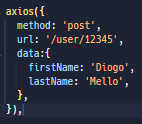 axios({
  method: 'post',
  url: '/user/12345',
  data:{
    firstName: 'Diogo',
    lastName: 'Mello',
  },
}),